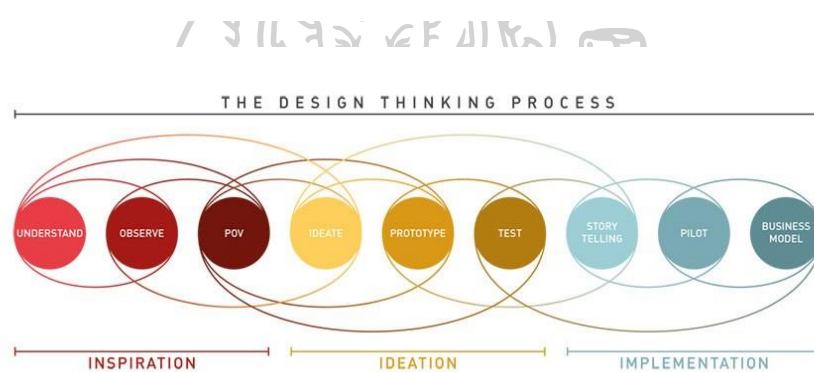 THE DESIGN THINKING PROCESS
UNDERSTAND
OBSERVE
POV
IDEATE
PROTOTYPE
TEST
STORY
TELLING
PILOT
BUSINESS
MODEL
INSPIRATION
IDEATION
IMPLEMENTATION